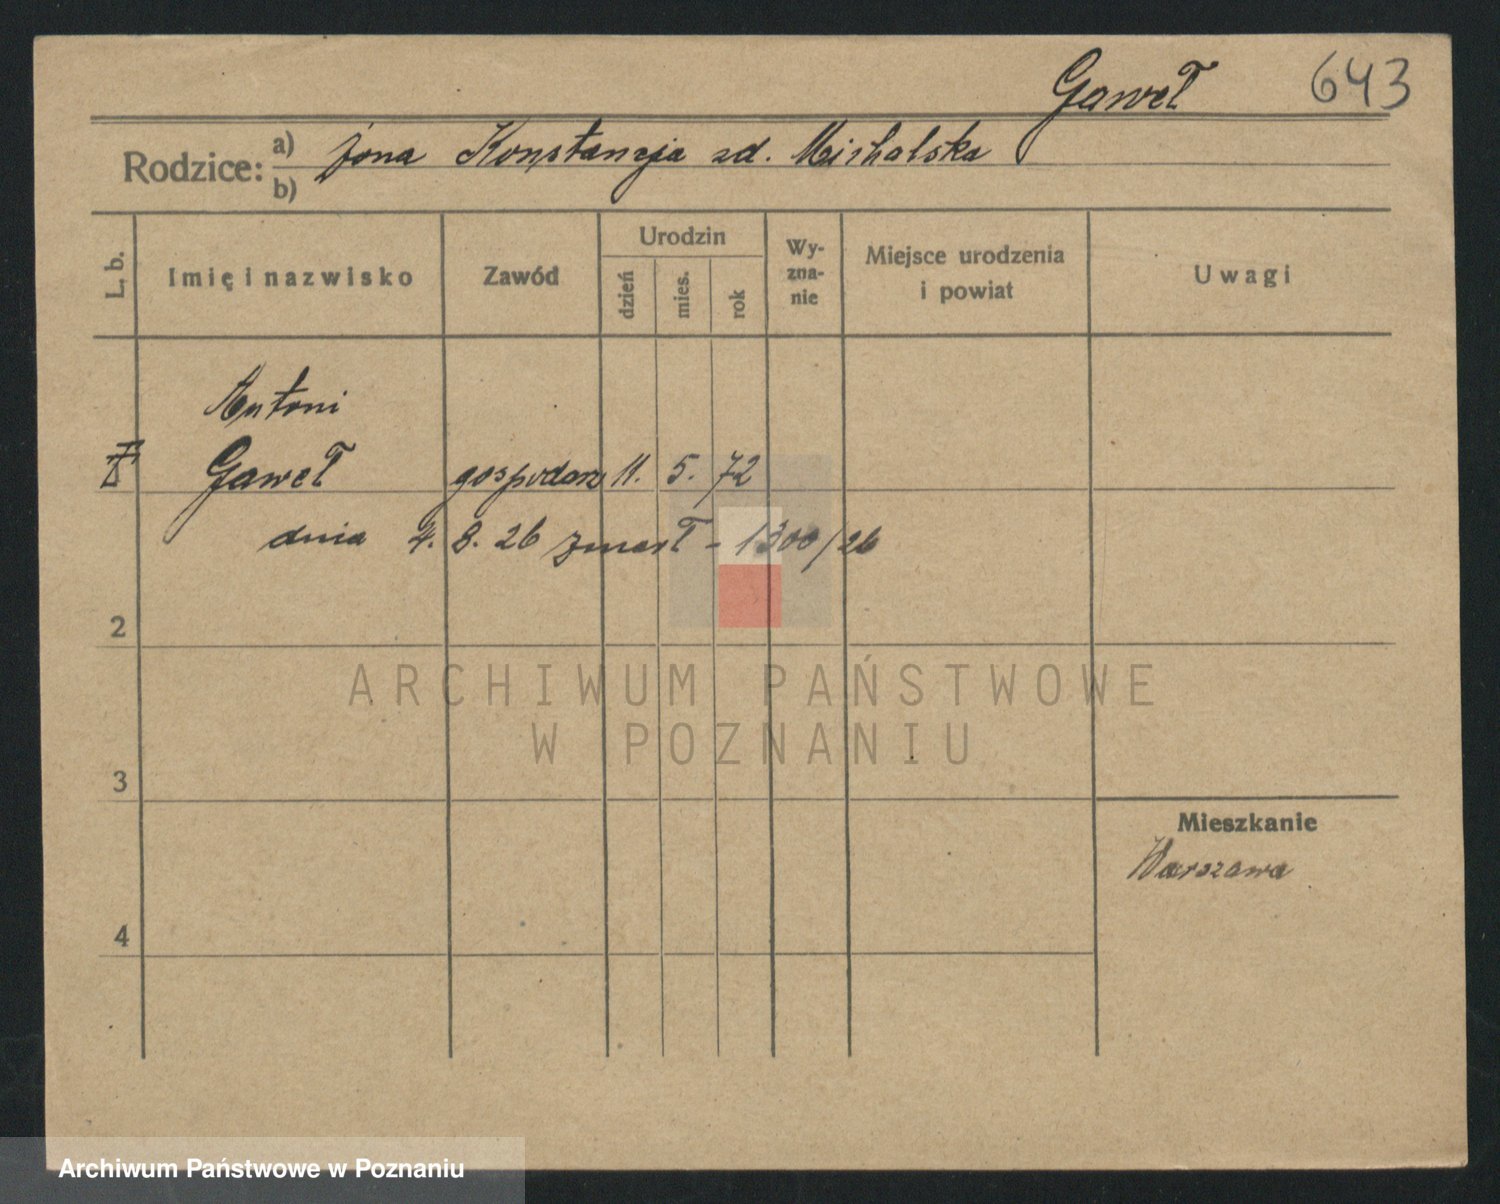 Gaweł 643
Rodzice: a) żona Konstancja zd. Michalska
b)
L. b. Imię i nazwisko Zawód Urodzin dzień mies. rok Wyzna-nie Miejsce urodzenia i powiat Uwagi
Antoni
Gaweł gospodarz 11. 5. 72
dnia 4. 8. 26 zmarł - 1300/26
2
ARCHIWUM PAŃSTWOWE
W POZNANIU
3
Mieszkanie
Warszawa
4
Archiwum Państwowe w Poznaniu